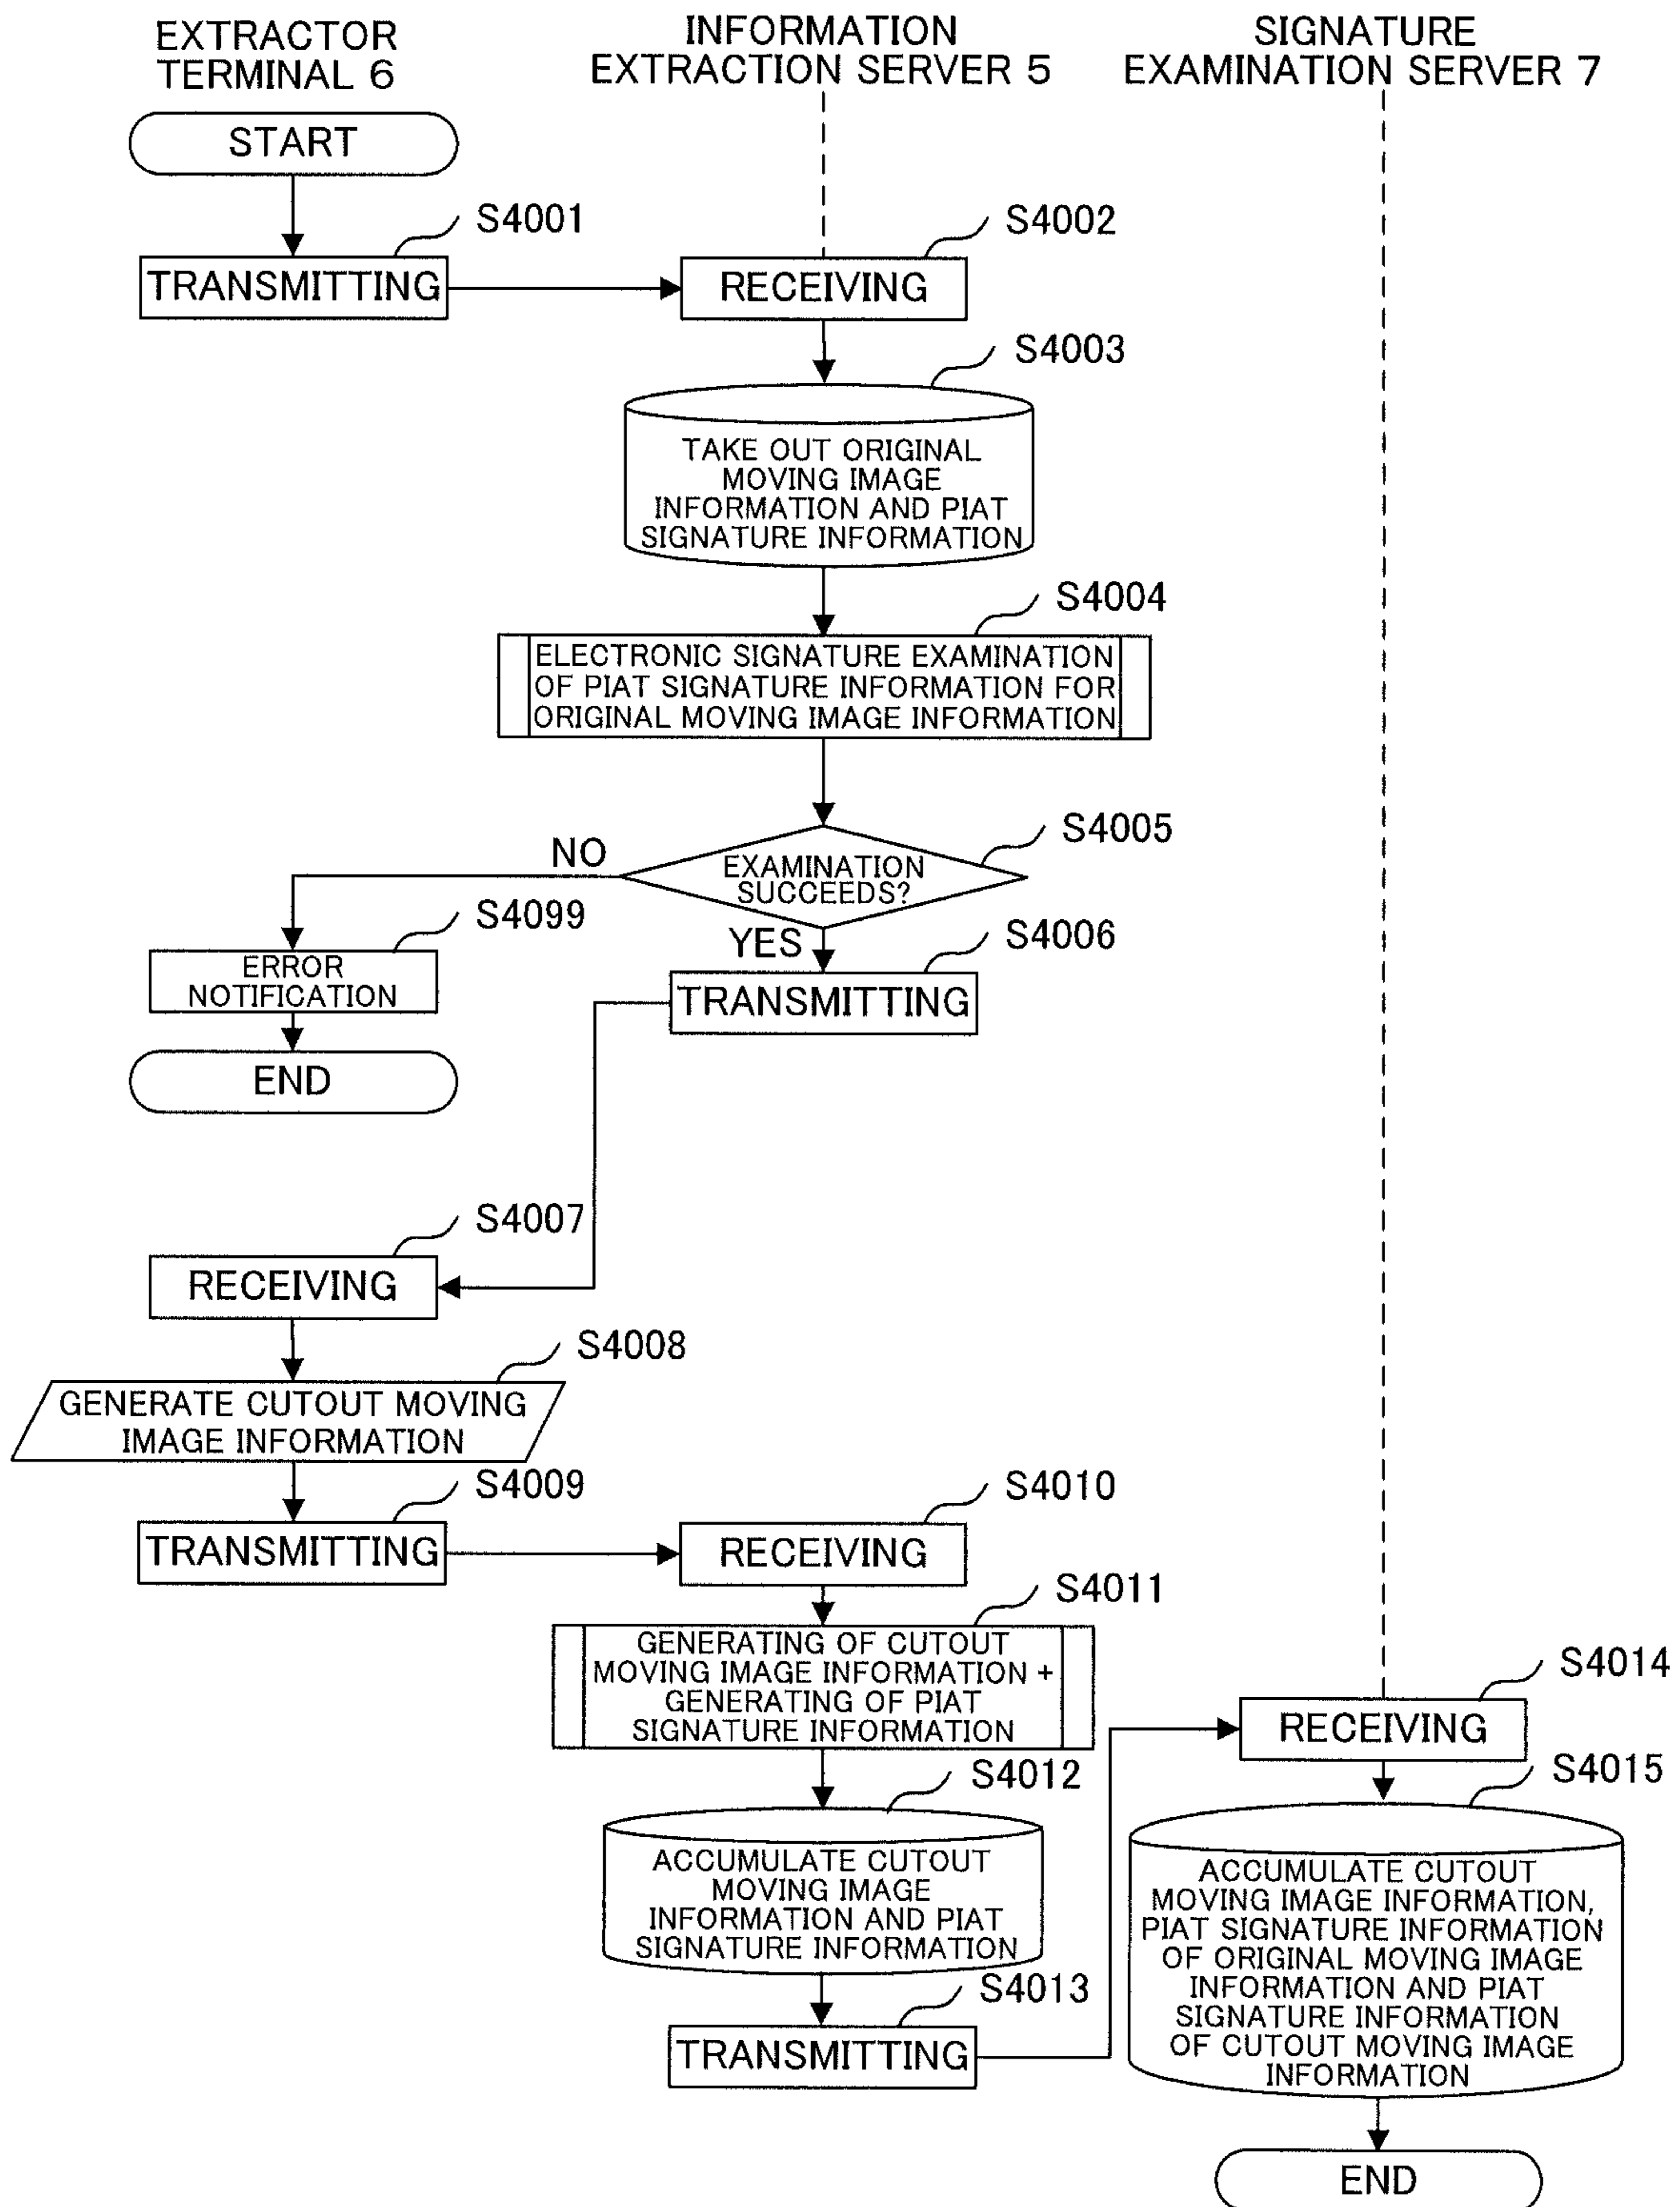 EXTRACTOR
TERMINAL 6
INFORMATION
EXTRACTION SERVER 5
SIGNATURE
EXAMINATION SERVER 7
START
S4001
TRANSMITTING
S4002
RECEIVING
S4003
TAKE OUT ORIGINAL
MOVING IMAGE
INFORMATION AND PIAT
SIGNATURE INFORMATION
S4004
ELECTRONIC SIGNATURE EXAMINATION
OF PIAT SIGNATURE INFORMATION FOR
ORIGINAL MOVING IMAGE INFORMATION
S4005
EXAMINATION
SUCCEEDS?
NO
S4099
ERROR
NOTIFICATION
END
YES
S4006
TRANSMITTING
S4007
RECEIVING
S4008
GENERATE CUTOUT MOVING
IMAGE INFORMATION
S4009
TRANSMITTING
S4010
RECEIVING
S4011
GENERATING OF CUTOUT
MOVING IMAGE INFORMATION +
GENERATING OF PIAT
SIGNATURE INFORMATION
S4012
ACCUMULATE CUTOUT
MOVING IMAGE
INFORMATION AND PIAT
SIGNATURE INFORMATION
S4013
TRANSMITTING
S4014
RECEIVING
S4015
ACCUMULATE CUTOUT
MOVING IMAGE INFORMATION,
PIAT SIGNATURE INFORMATION
OF ORIGINAL MOVING IMAGE
INFORMATION AND PIAT
SIGNATURE INFORMATION
OF CUTOUT MOVING IMAGE
INFORMATION
END